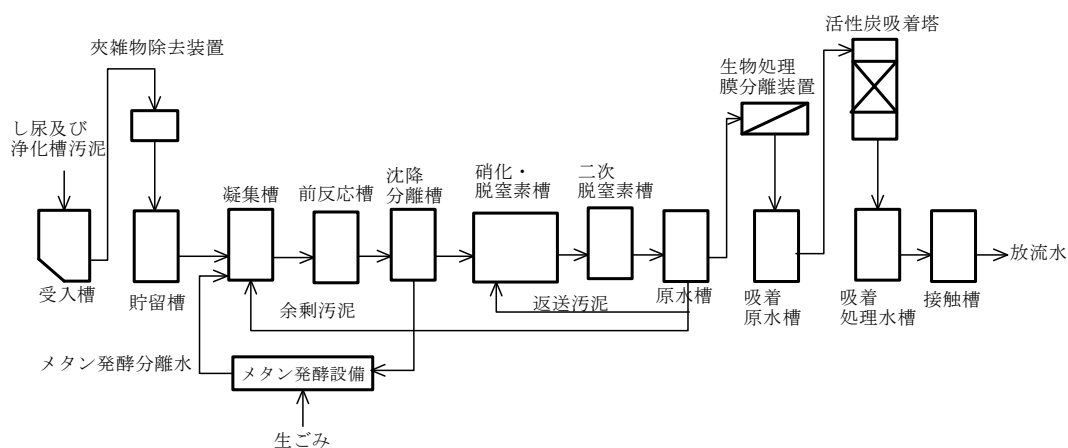 活性炭吸着塔
夾雑物除去装置
生物処理
膜分離装置
し尿及び
浄化槽汚泥
凝集槽
前反応槽
沈降
分離槽
硝化・
脱窒素槽
二次
脱窒素槽
放流水
受入槽
貯留槽
余剰汚泥
返送汚泥
原水槽
吸着
原水槽
吸着
処理水槽
接触槽
メタン発酵分離水
メタン発酵設備
生ごみ